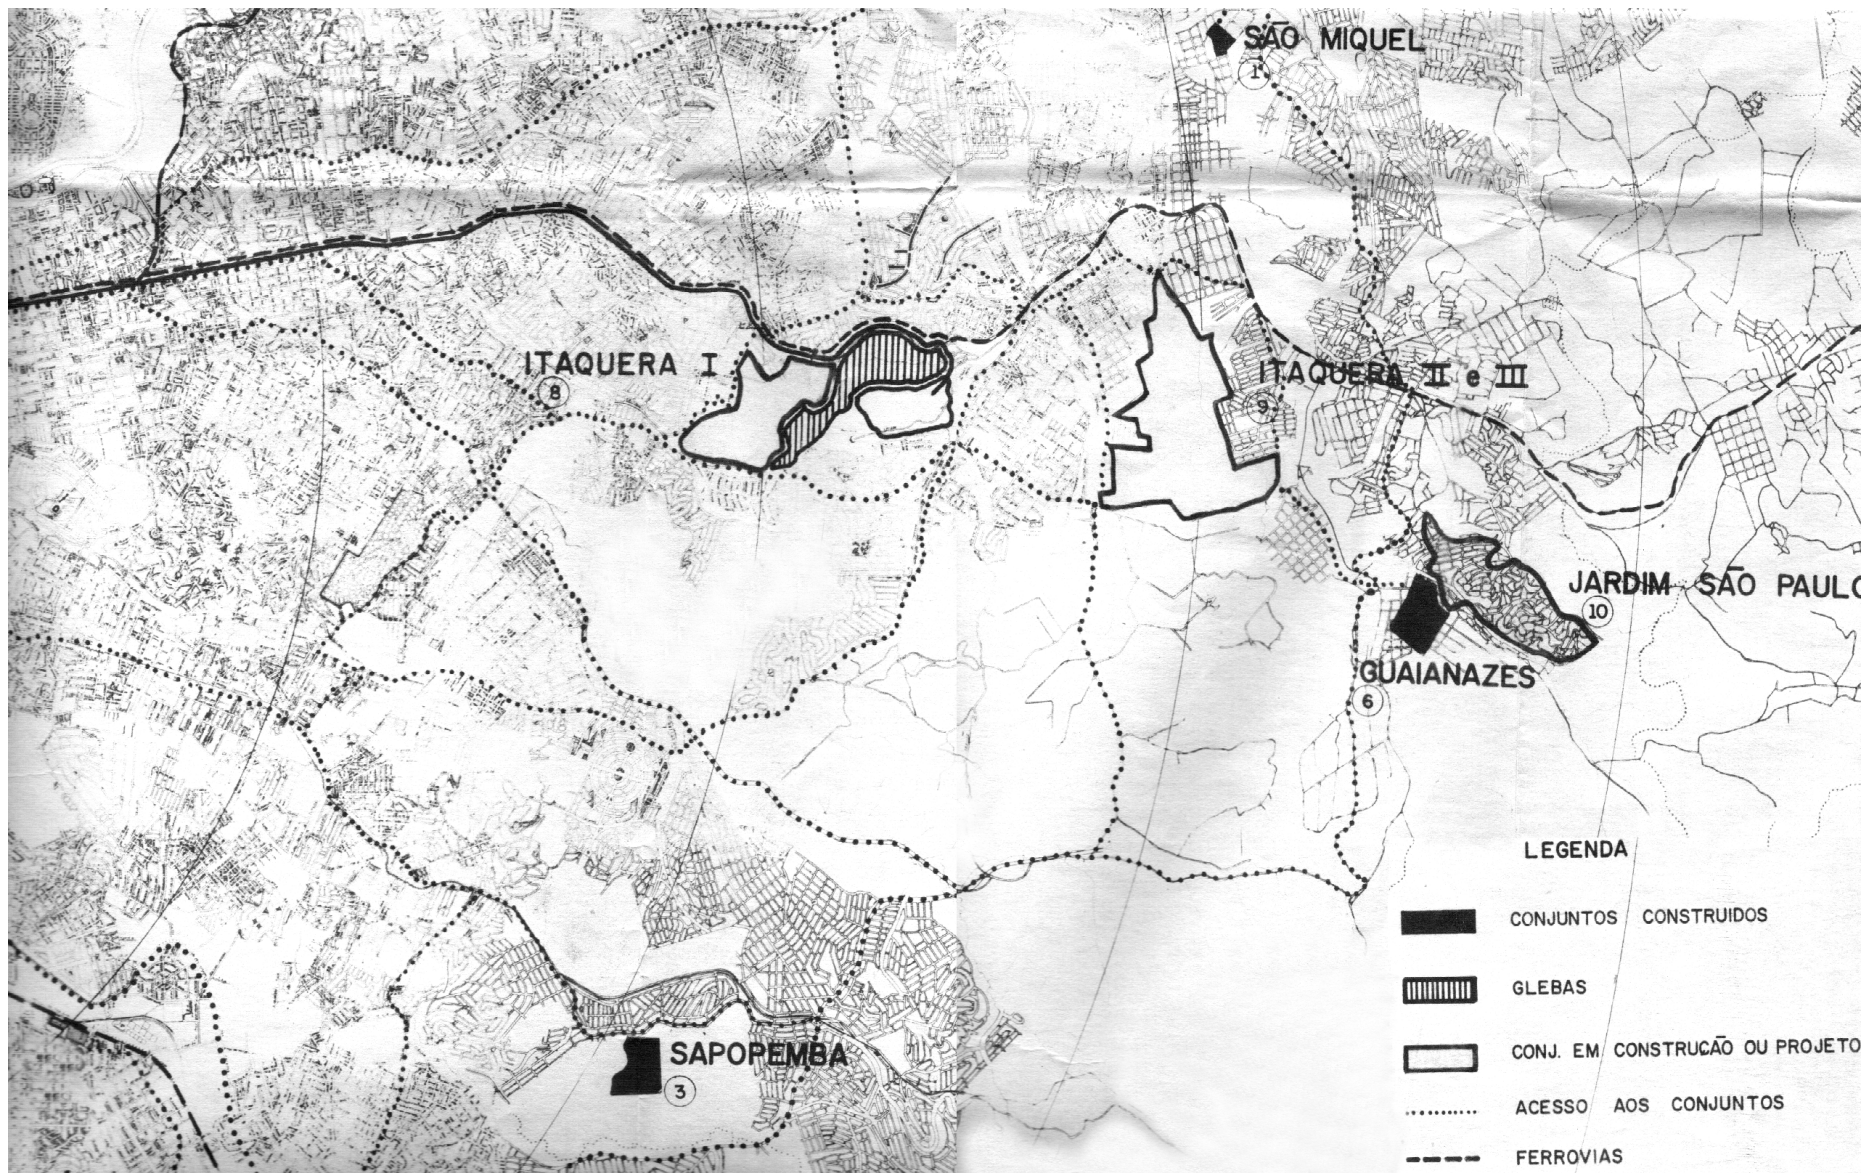 SÃO MIQUEL
1
ITAQUERA I
8
ITAQUERA II e III
9
JARDIM SÃO PAULO
10
GUAIANAZES
6
SAPOPEMBA
3
LEGENDA
CONJUNTOS CONSTRUIDOS
GLEBAS
CONJ. EM CONSTRUÇÃO OU PROJETO
ACESSO AOS CONJUNTOS
FERROVIAS